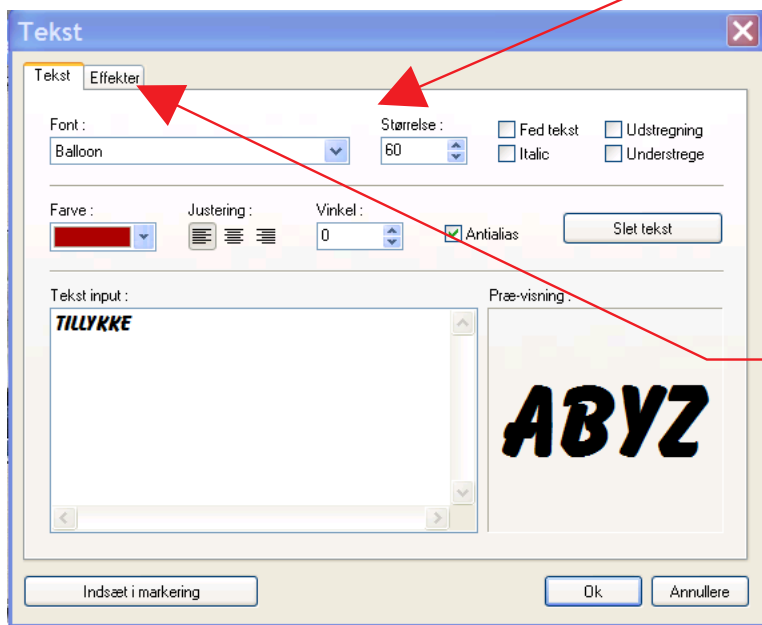 Tekst
Tekst Effekter
Font : Størrelse :
Balloon 60 Fed tekst Udstregning
Italic Understrege
Farve : Justering : Vinkel :
0 Antialias Slet tekst
Tekst input : Præ-visning :
TILLYKKE
ABYZ
Indsæt i markering Ok Annullere